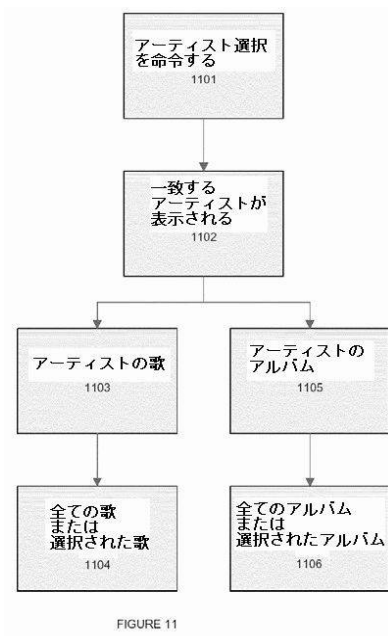 アーティスト選択
を命令する
1101
一致する
アーティストが
表示される
1102
アーティストの歌
1103
アーティストの
アルバム
1105
全ての歌
または
選択された歌
1104
全てのアルバム
または
選択されたアルバム
1106
FIGURE 11